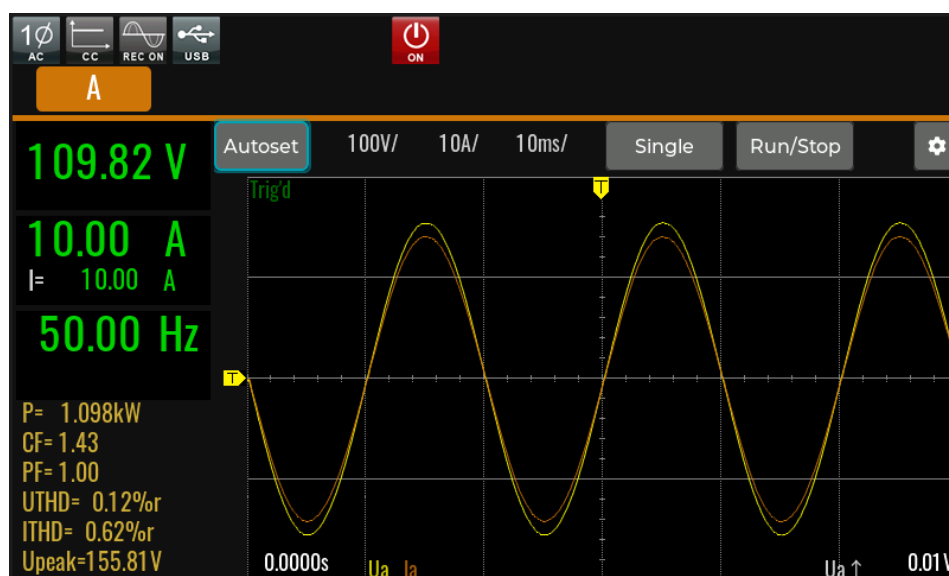 1Ø
AC
CC
REC ON
USB
ON
A
109.82 V
10.00 A
I= 10.00 A
50.00 Hz
P= 1.098kW
CF= 1.43
PF= 1.00
UTHD= 0.12%r
ITHD= 0.62%r
Upeak=155.81V
Autoset 100V/ 10A/ 10ms/ Single Run/Stop
Trig'd
T
T
0.0000s Ua Ia Ua ↑ 0.01V